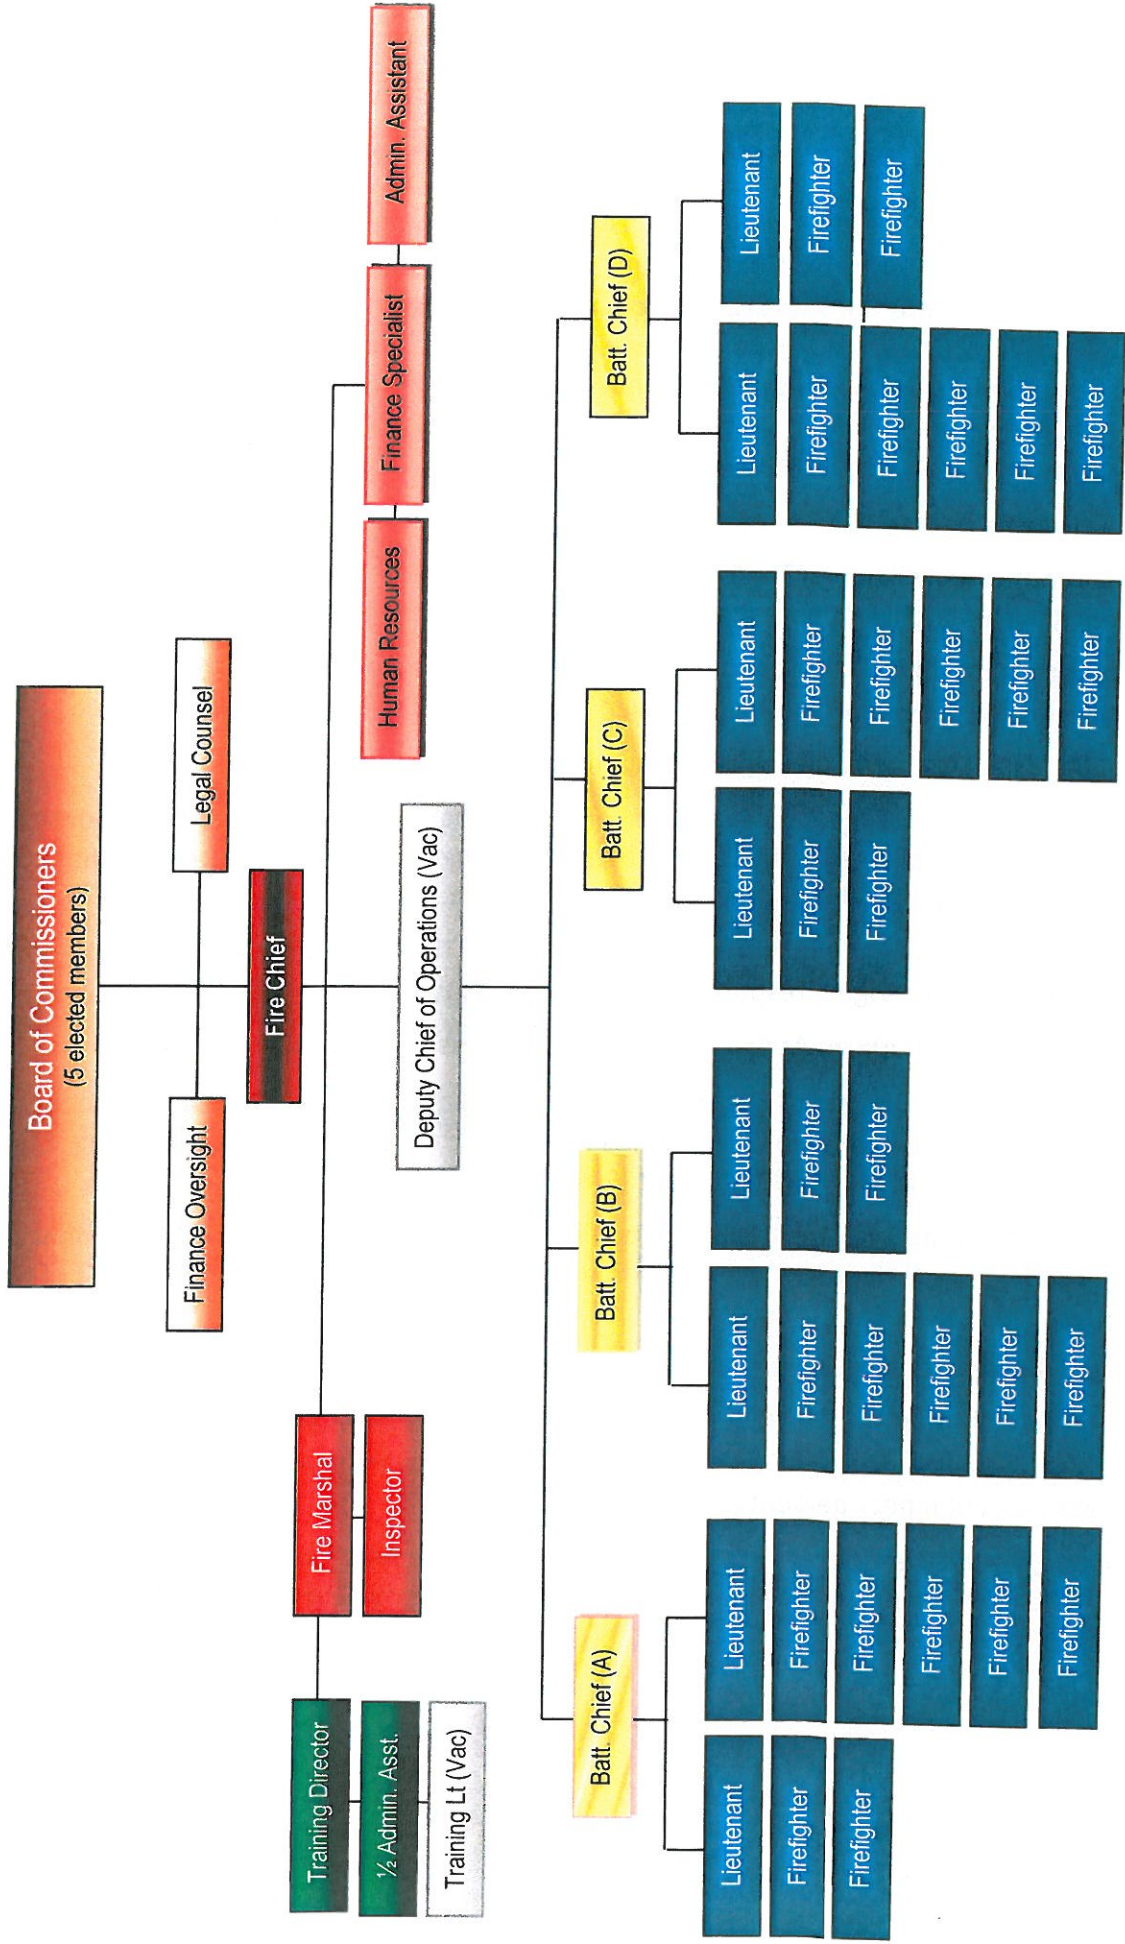 Board of Commissioners
(5 elected members)
Finance Oversight
Legal Counsel
Fire Chief
Training Director
½ Admin. Asst.
Training Lt (Vac)
Fire Marshal
Inspector
Deputy Chief of Operations (Vac)
Human Resources
Finance Specialist
Admin. Assistant
Batt. Chief (A)
Lieutenant
Firefighter
Firefighter
Lieutenant
Firefighter
Firefighter
Firefighter
Firefighter
Firefighter
Batt. Chief (B)
Lieutenant
Firefighter
Firefighter
Firefighter
Firefighter
Firefighter
Lieutenant
Firefighter
Firefighter
Batt. Chief (C)
Lieutenant
Firefighter
Firefighter
Lieutenant
Firefighter
Firefighter
Firefighter
Firefighter
Firefighter
Batt. Chief (D)
Lieutenant
Firefighter
Firefighter
Firefighter
Firefighter
Firefighter
Lieutenant
Firefighter
Firefighter